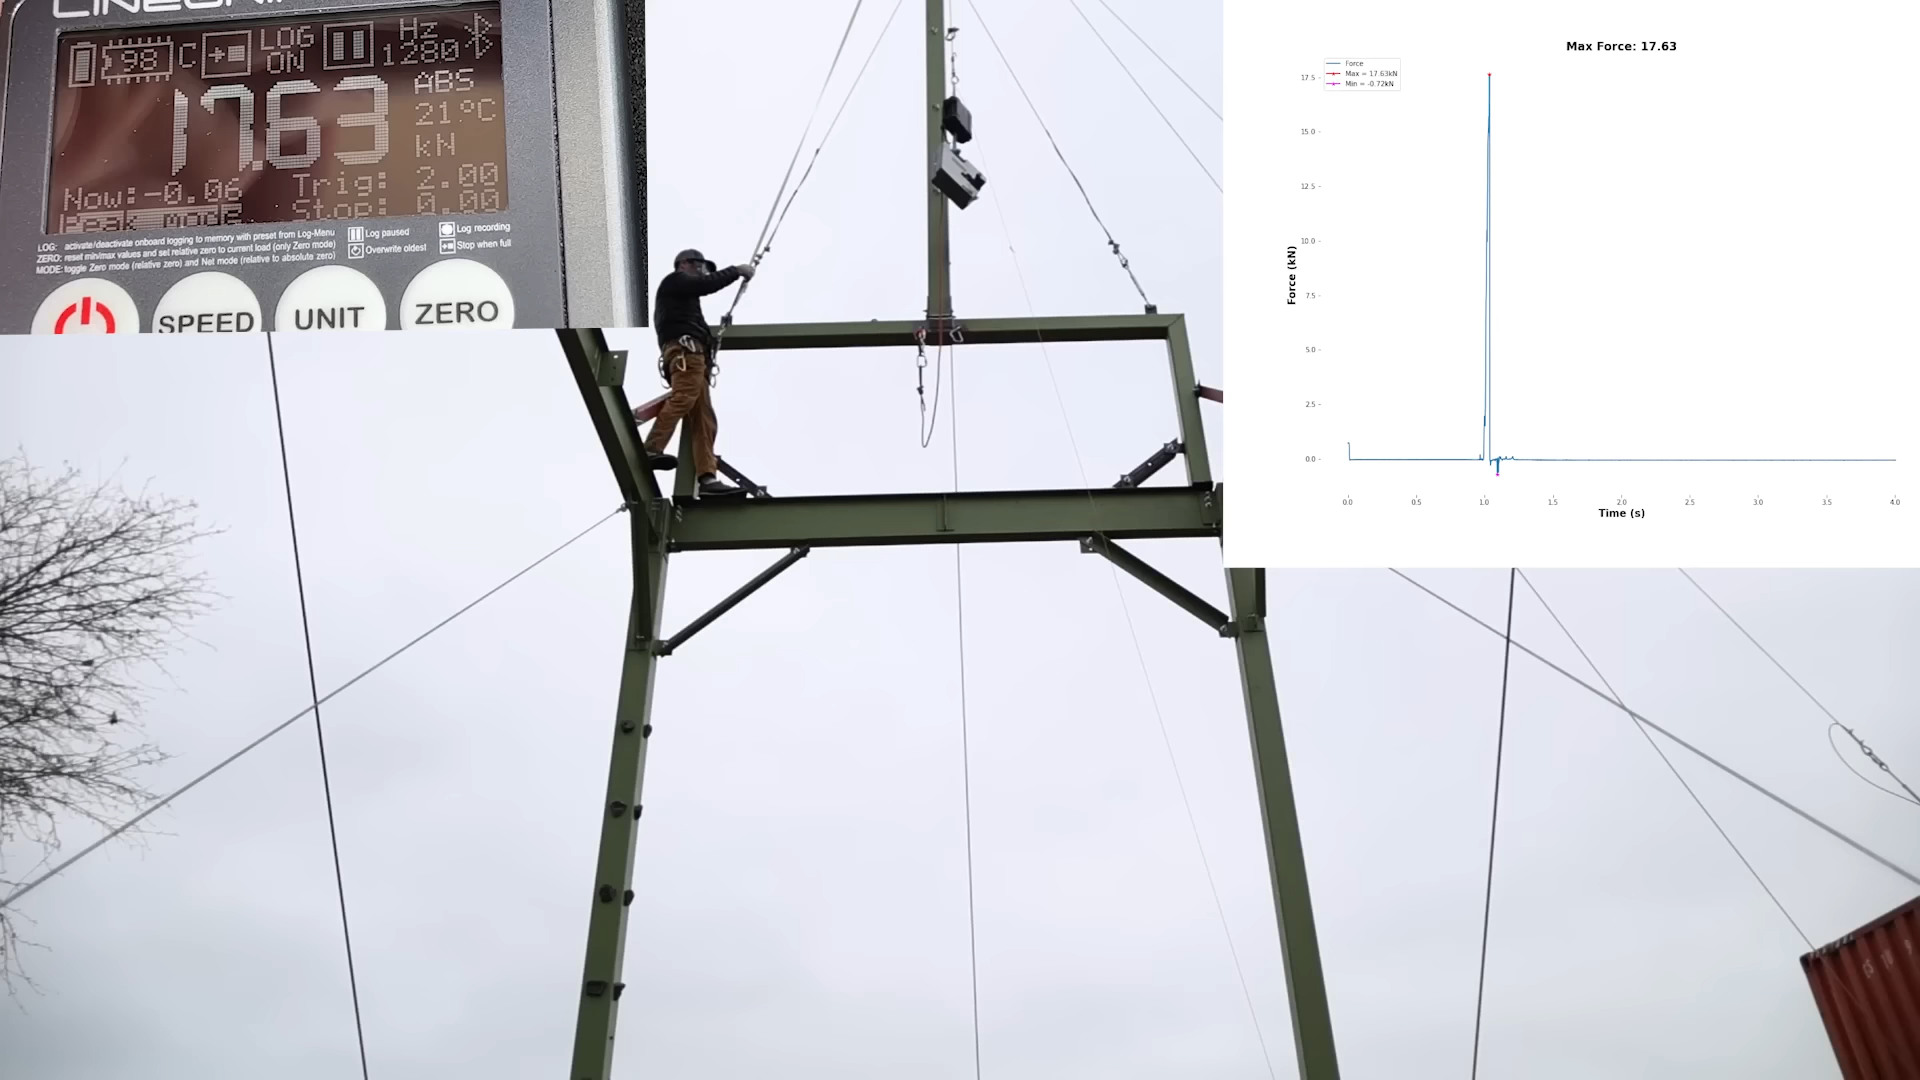 98 C LOG ON Hz 1280
17.63 ABS
21°C
kN
Now:-0.06 Trig: 2.00
Peak mode Stop: 0.00
LOG: activate/deactivate onboard logging to memory with preset from Log-Menu
ZERO: reset min/max values and set relative zero to current load (only Zero mode)
MODE: toggle Zero mode (relative zero) and Net mode (relative to absolute zero)
Log paused
Log recording
Overwrite oldest
Stop when full
SPEED
UNIT
ZERO
Max Force: 17.63
Force
Max = 17.63kN
Min = -0.72kN
17.5
15.0
12.5
10.0
7.5
5.0
2.5
0.0
Force (kN)
0.0 0.5 1.0 1.5 2.0 2.5 3.0 3.5 4.0
Time (s)